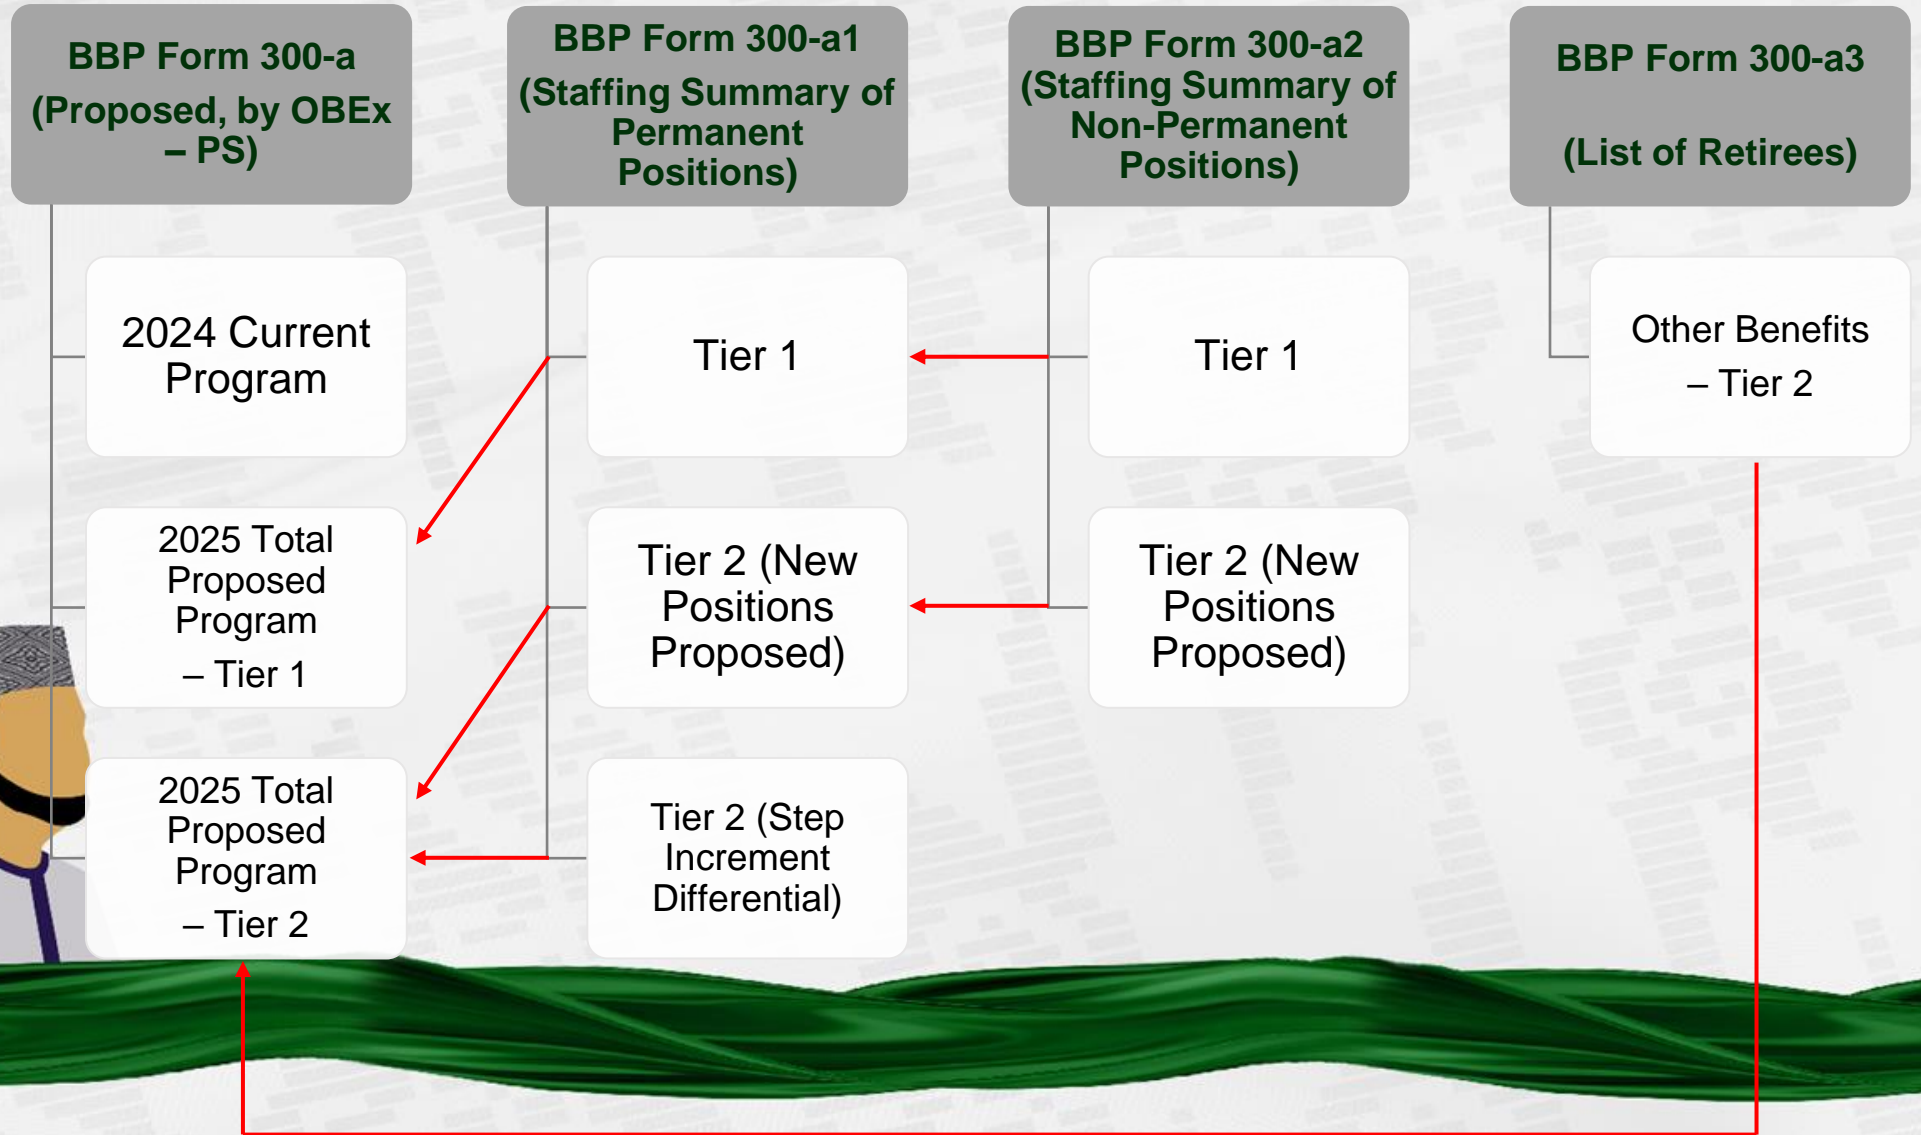 BBP Form 300-a
(Proposed, by OBEx
– PS)
2024 Current
Program
2025 Total
Proposed
Program
– Tier 1
2025 Total
Proposed
Program
– Tier 2
BBP Form 300-a1
(Staffing Summary of
Permanent
Positions)
Tier 1
Tier 2 (New
Positions
Proposed)
Tier 2 (Step
Increment
Differential)
BBP Form 300-a2
(Staffing Summary of
Non-Permanent
Positions)
Tier 1
Tier 2 (New
Positions
Proposed)
BBP Form 300-a3
(List of Retirees)
Other Benefits
– Tier 2